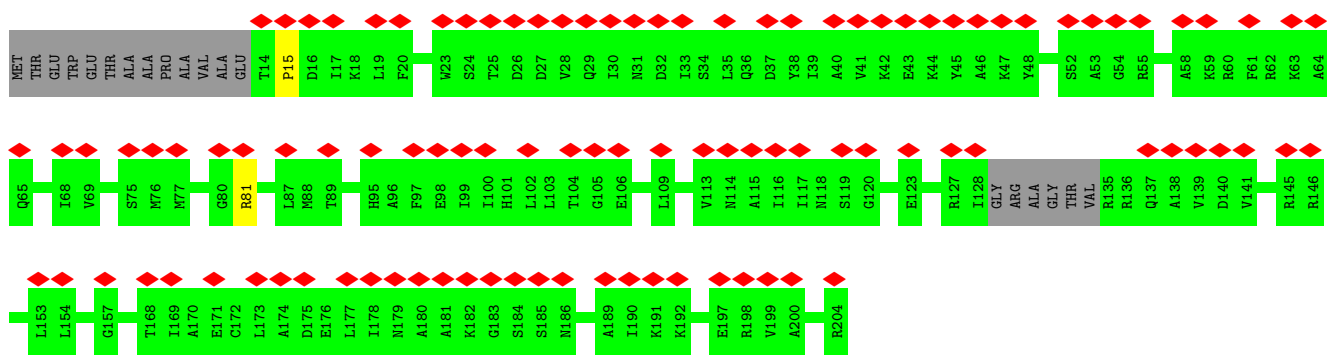 MET THR GLU TRP GLU THR ALA ALA PRO ALA VAL ALA GLU T14 P15 D16 I17 K18 L19 F20 W23 S24 T25 D26 D27 V28 Q29 I30 N31 D32 I33 S34 L35 Q36 D37 Y38 I39 A40 V41 K42 E43 K44 Y45 A46 K47 Y48 S52 A53 G54 R55 A58 K59 R60 F61 R62 K63 A64
Q65 I68 V69 S75 M76 M77 G80 R81 L87 M88 T89 H95 A96 F97 E98 I99 I100 H101 L102 L103 T104 G105 E106 L109 V113 N114 A115 I116 I117 N118 S119 G120 E123 R127 I128 GLY ARG ALA GLY THR VAL R135 R136 Q137 A138 V139 D140 V141 R145 R146
L153 L154 G157 T168 I169 A170 E171 C172 L173 A174 D175 E176 L177 I178 N179 A180 A181 K182 G183 S184 S185 N186 A189 I190 K191 K192 E197 R198 V199 A200 R204